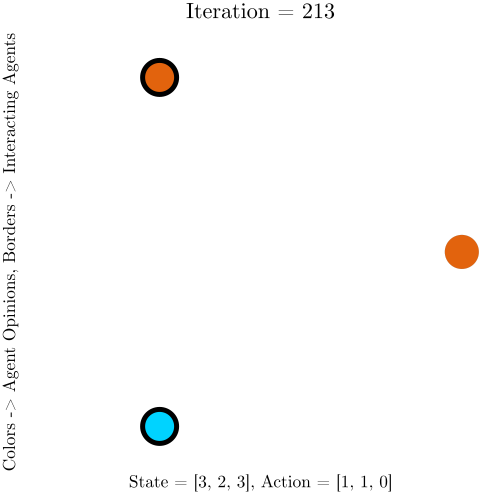 Iteration = 213
Colors -> Agent Opinions, Borders -> Interacting Agents
State = [3, 2, 3], Action = [1, 1, 0]